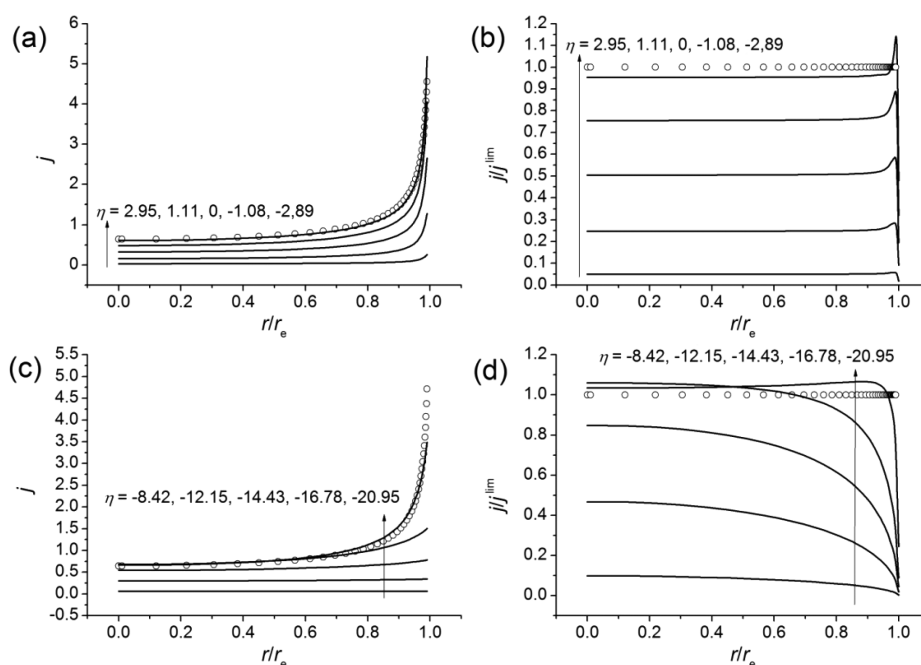 (a)
6
5
4
3
2
1
0
j
η = 2.95, 1.11, 0, -1.08, -2,89
0.0 0.2 0.4 0.6 0.8 1.0
r/re
(b)
1.2
1.1
1.0
0.9
0.8
0.7
0.6
0.5
0.4
0.3
0.2
0.1
0.0
j/jlim
η = 2.95, 1.11, 0, -1.08, -2,89
0.0 0.2 0.4 0.6 0.8 1.0
r/re
(c)
5.5
5.0
4.5
4.0
3.5
3.0
2.5
2.0
1.5
1.0
0.5
0.0
-0.5
j
η = -8.42, -12.15, -14.43, -16.78, -20.95
0.0 0.2 0.4 0.6 0.8 1.0
r/re
(d)
1.2
1.0
0.8
0.6
0.4
0.2
0.0
j/jlim
η = -8.42, -12.15, -14.43, -16.78, -20.95
0.0 0.2 0.4 0.6 0.8 1.0
r/re